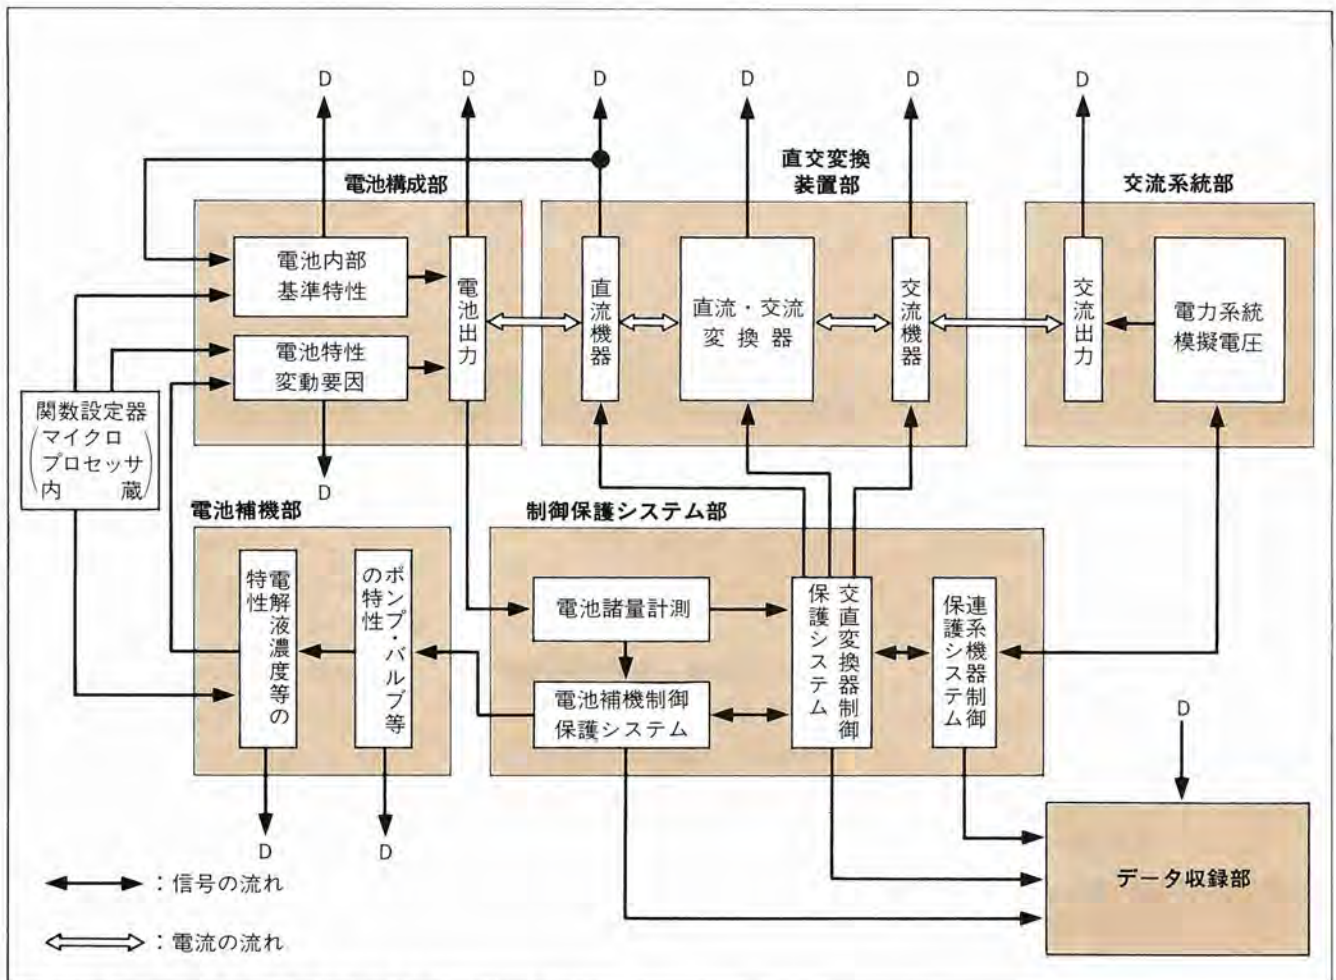 D
D
D
D
D
D
直交変換
装置部
電池構成部
交流系統部
電池内部
基準特性
電池出力
直流機器
直流・交流
変換器
交流機器
交流出力
電力系統
模擬電圧
電池特性
変動要因
関数設定器
マイクロ
プロセッサ
内蔵
D
電池補機部
制御保護システム部
電解液濃度等の
特性
ポンプ・バルブ等
の特性
電池諸量計測
交直変換器制御
保護システム
連系機器制御
保護システム
電池補機制御
保護システム
D
D
D
データ収録部
:信号の流れ
:電流の流れ